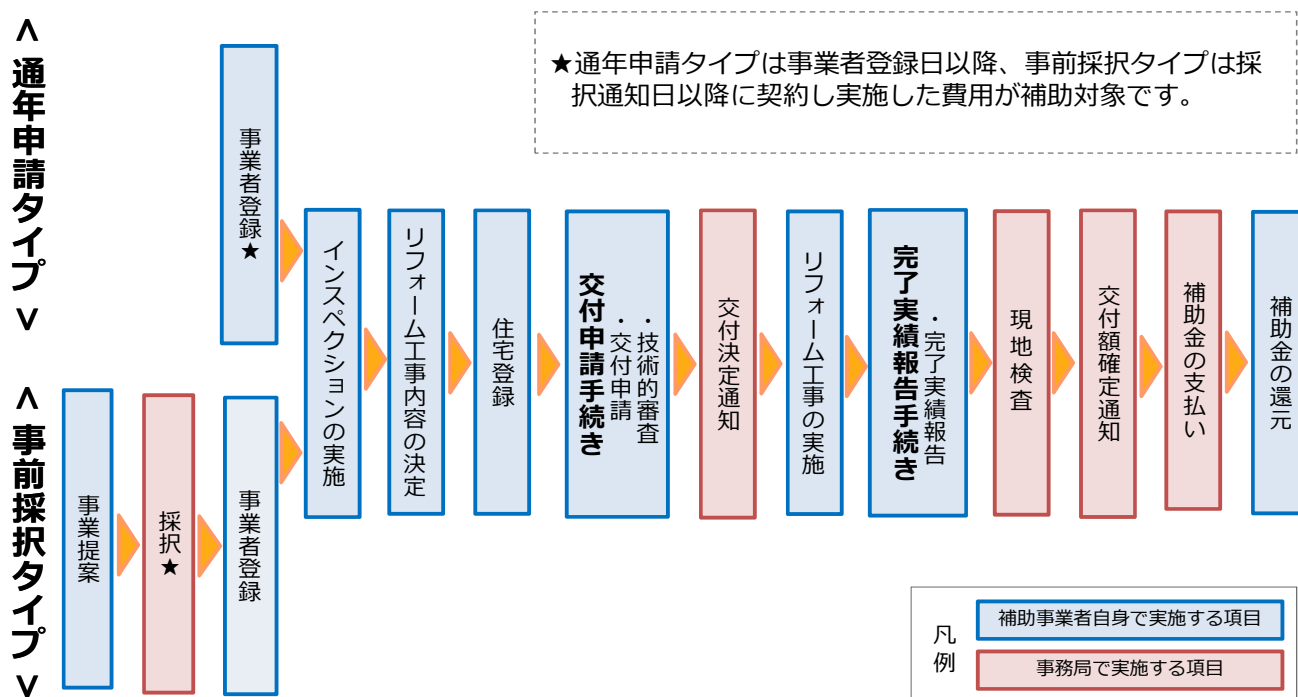 ＜通年申請タイプ＞
★通年申請タイプは事業者登録日以降、事前採択タイプは採
択通知日以降に契約し実施した費用が補助対象です。
事業者登録★
＜事前採択タイプ＞
事業提案
採択★
事業者登録
インスペクションの実施
リフォーム工事内容の決定
住宅登録
交付申請手続き
・技術的審査
・交付申請
交付決定通知
リフォーム工事の実施
完了実績報告手続き
・完了実績報告
現地検査
交付額確定通知
補助金の支払い
補助金の還元
凡例
補助事業者自身で実施する項目
事務局で実施する項目